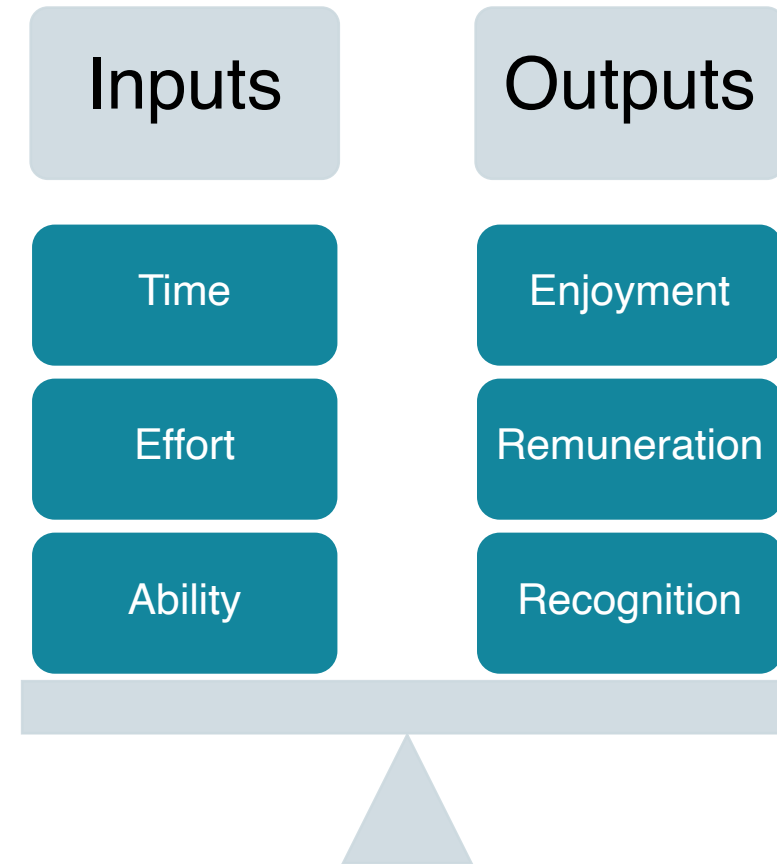 Inputs
Outputs
Time
Enjoyment
Effort
Remuneration
Ability
Recognition